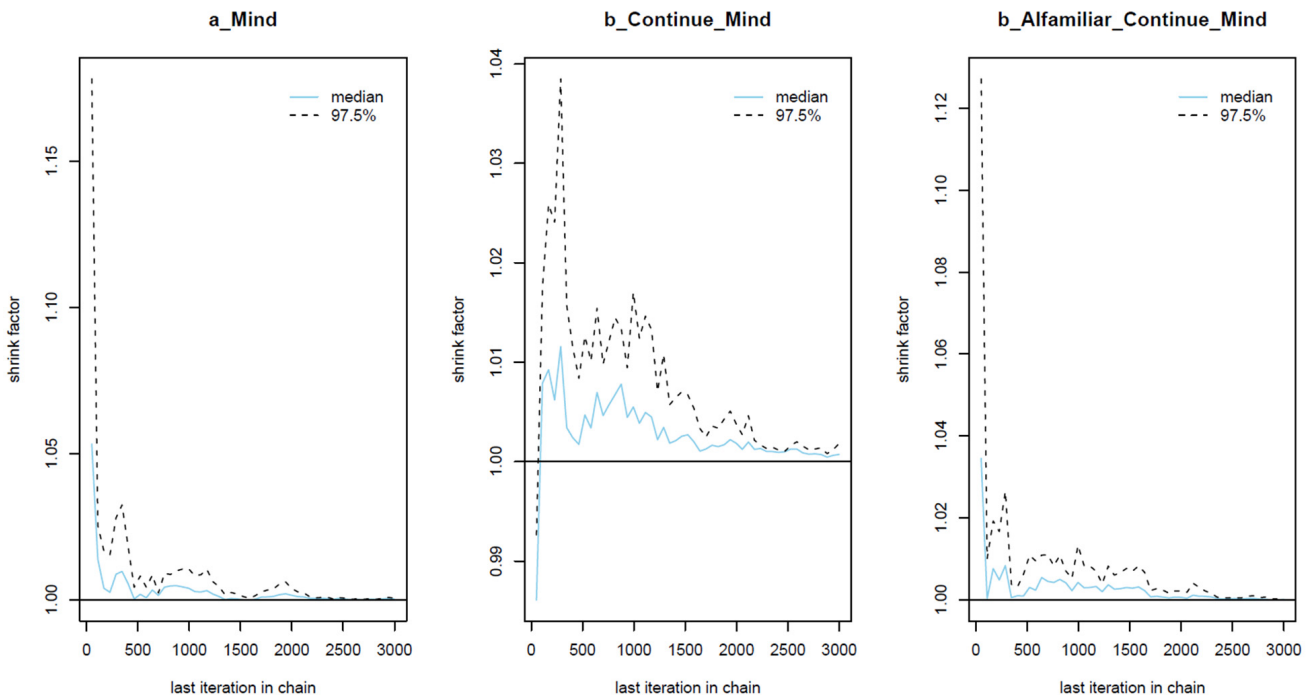 a_Mind
b_Continue_Mind
b_Alfamiliar_Continue_Mind
median
97.5%
shrink factor
1.15
1.10
1.05
1.00
0 500 1000 1500 2000 2500 3000
last iteration in chain
median
97.5%
shrink factor
1.04
1.03
1.02
1.01
1.00
0.99
0 500 1000 1500 2000 2500 3000
last iteration in chain
median
97.5%
shrink factor
1.12
1.10
1.08
1.06
1.04
1.02
1.00
0 500 1000 1500 2000 2500 3000
last iteration in chain